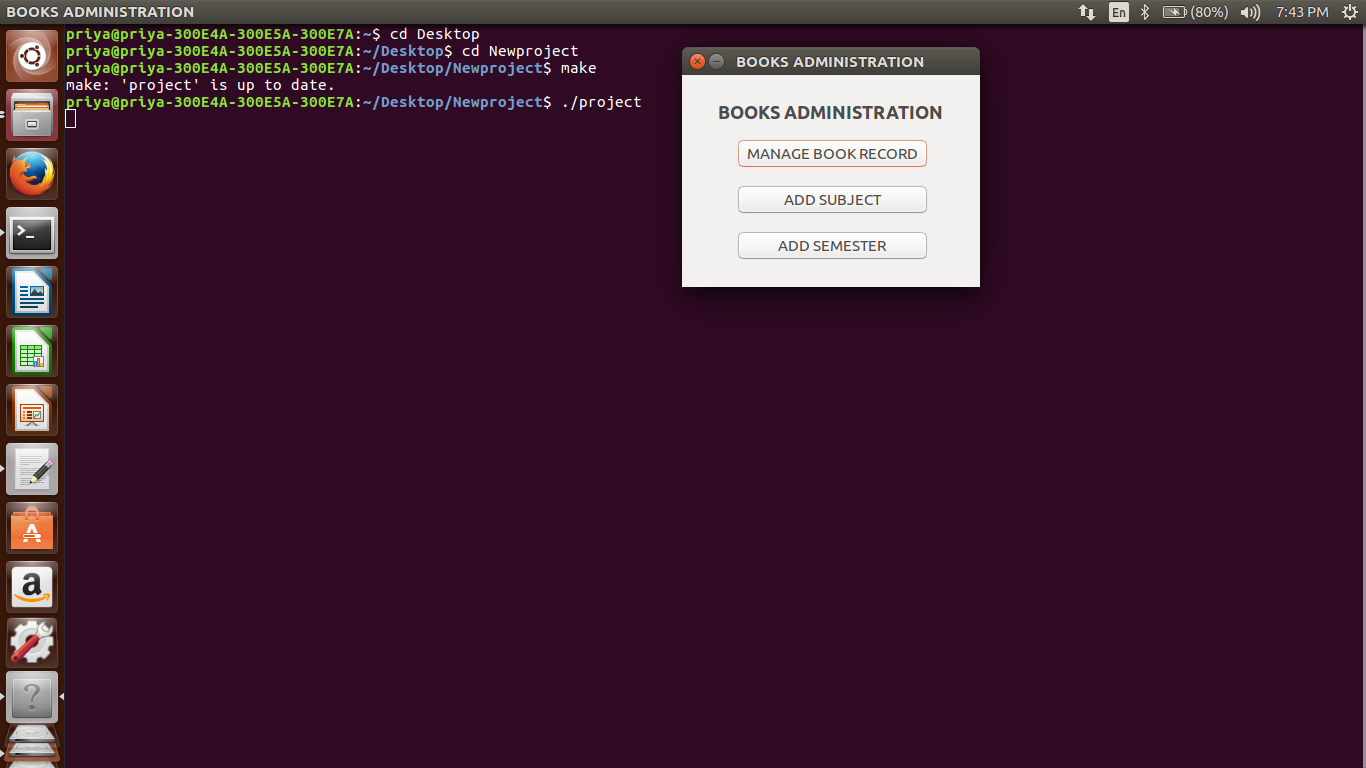 BOOKS ADMINISTRATION
En
(80%)
7:43 PM
priya@priya-300E4A-300E5A-300E7A:~$ cd Desktop
priya@priya-300E4A-300E5A-300E7A:~/Desktop$ cd Newproject
priya@priya-300E4A-300E5A-300E7A:~/Desktop/Newproject$ make
make: 'project' is up to date.
priya@priya-300E4A-300E5A-300E7A:~/Desktop/Newproject$ ./project
BOOKS ADMINISTRATION
BOOKS ADMINISTRATION
MANAGE BOOK RECORD
ADD SUBJECT
ADD SEMESTER